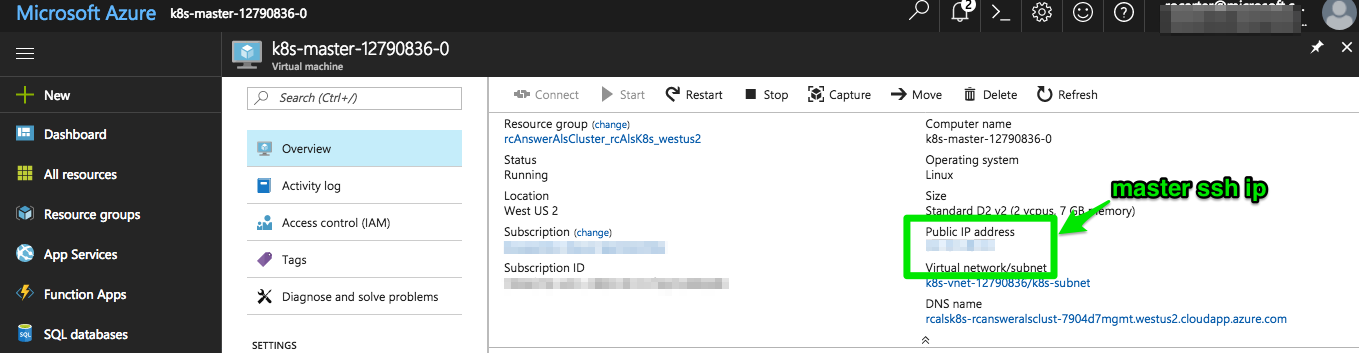 Microsoft Azure k8s-master-12790836-0
2
k8s-master-12790836-0
Virtual machine
New
Dashboard
All resources
Resource groups
App Services
Function Apps
SQL databases
Search (Ctrl+/)
Overview
Activity log
Access control (IAM)
Tags
Diagnose and solve problems
SETTINGS
Connect Start Restart Stop Capture Move Delete Refresh
Resource group (change)
rcAnswerAlsCluster_rcAlsK8s_westus2
Status
Running
Location
West US 2
Subscription (change)
Subscription ID
Computer name
k8s-master-12790836-0
Operating system
Linux
Size
Standard D2 v2 (2 vcpus, 7 GB memory)
Public IP address
Virtual network/subnet
k8s-vnet-12790836/k8s-subnet
DNS name
rcalsk8s-rcansweralsclust-7904d7mgmt.westus2.cloudapp.azure.com
master ssh ip